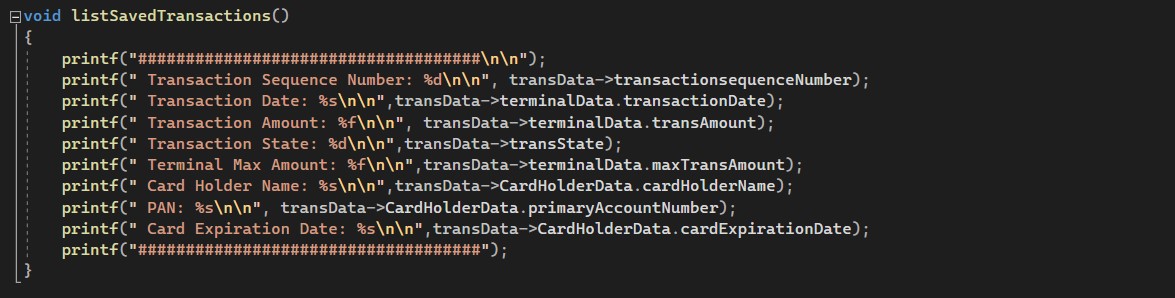 void listSavedTransactions()
{
printf("####################################\n\n");
printf(" Transaction Sequence Number: %d\n\n", transData->transactionsequenceNumber);
printf(" Transaction Date: %s\n\n",transData->terminalData.transactionDate);
printf(" Transaction Amount: %f\n\n", transData->terminalData.transAmount);
printf(" Transaction State: %d\n\n",transData->transState);
printf(" Terminal Max Amount: %f\n\n",transData->terminalData.maxTransAmount);
printf(" Card Holder Name: %s\n\n",transData->CardHolderData.cardHolderName);
printf(" PAN: %s\n\n", transData->CardHolderData.primaryAccountNumber);
printf(" Card Expiration Date: %s\n\n",transData->CardHolderData.cardExpirationDate);
printf("####################################");
}